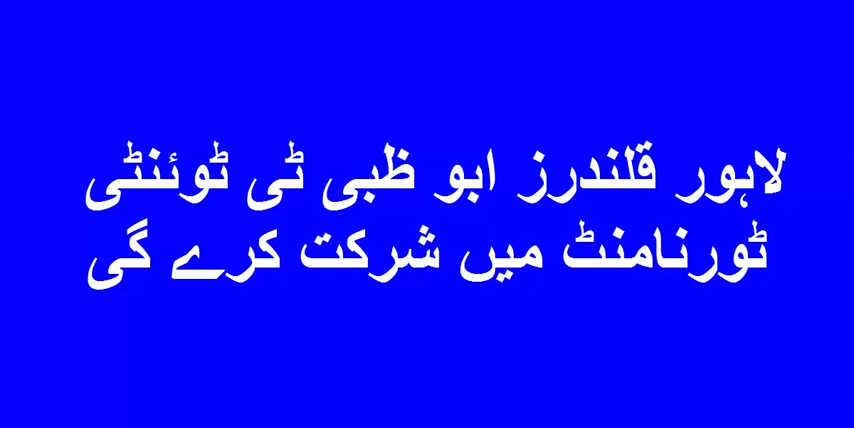 لاہور قلندرز ابو ظبی ٹی ٹوئنٹی
ٹورنامنٹ میں شرکت کرے گی